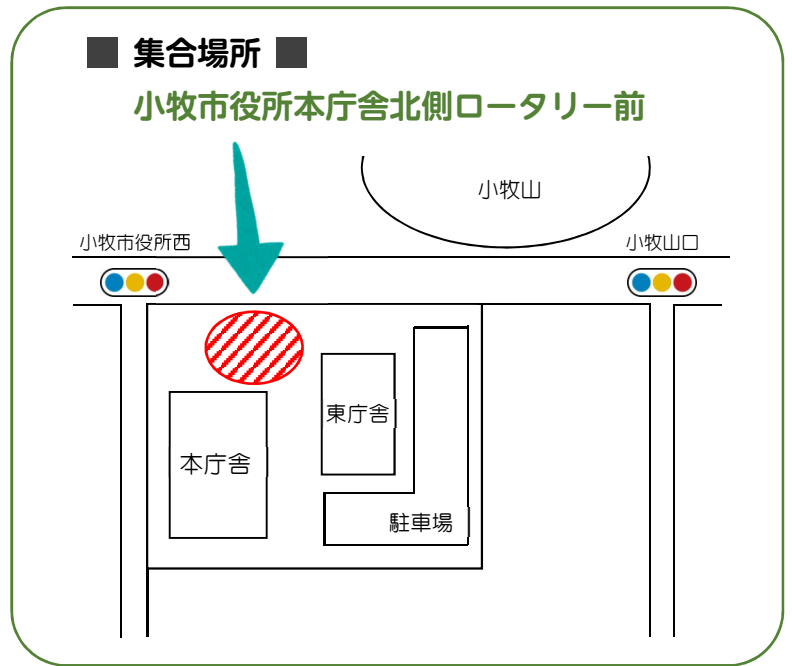 ■ 集合場所 ■
小牧市役所本庁舎北側ロータリー前
小牧山
小牧市役所西
小牧山口
東庁舎
本庁舎
駐車場